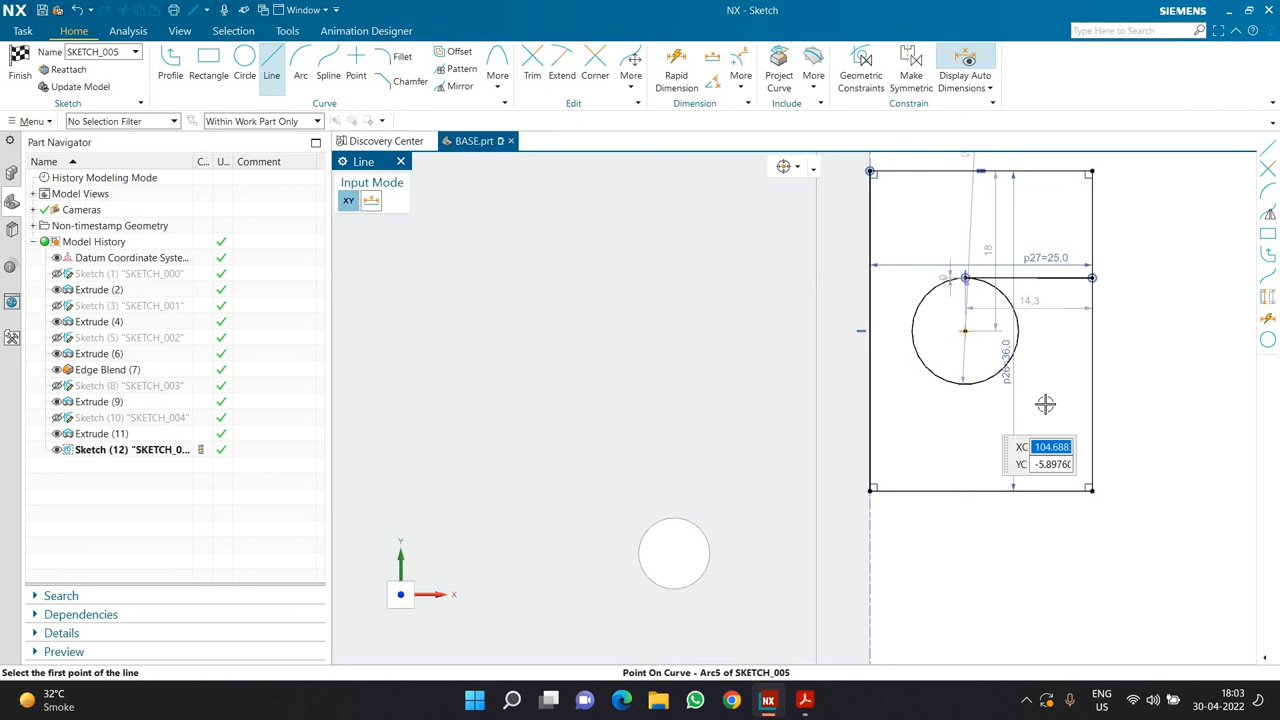 NX
Window
NX - Sketch
SIEMENS
Task Home Analysis View Selection Tools Animation Designer
Type Here to Search
Name SKETCH_005
Reattach
Update Model
Finish
Sketch
Profile Rectangle Circle Line Arc Spline Point
Fillet
Chamfer
Offset
Pattern
Mirror
More
Curve
Trim Extend Corner More
Edit
Rapid Dimension
More
Dimension
Project Curve
More
Include
Geometric Constraints
Make Symmetric
Display Auto Dimensions
Constrain
Menu
No Selection Filter
Within Work Part Only
Part Navigator
Discovery Center
BASE.prt
Name C... U... Comment
History Modeling Mode
Model Views
Cameras
Non-timestamp Geometry
Model History
Datum Coordinate Syste...
Sketch (1) "SKETCH_000"
Extrude (2)
Sketch (3) "SKETCH_001"
Extrude (4)
Sketch (5) "SKETCH_002"
Extrude (6)
Edge Blend (7)
Sketch (8) "SKETCH_003"
Extrude (9)
Sketch (10) "SKETCH_004"
Extrude (11)
Sketch (12) "SKETCH_0...
Search
Dependencies
Details
Preview
Line
Input Mode
XY
18
p27=25,0
14,3
p26=36,0
XC 104.688
YC -5.8976
Y
X
Select the first point of the line
Point On Curve - Arc5 of SKETCH_005
32°C
Smoke
NX
ENG
US
18:03
30-04-2022